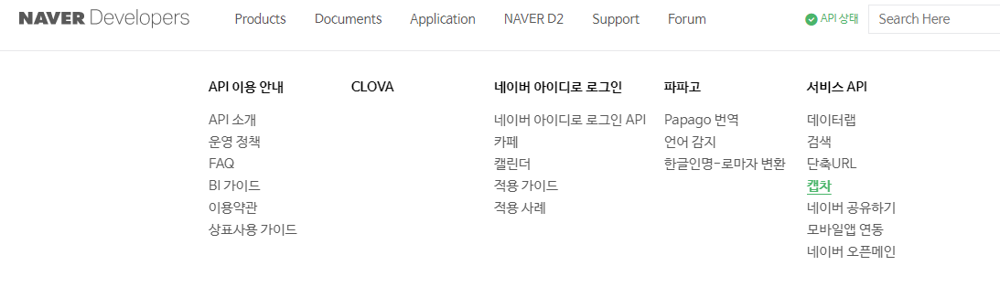 NAVER Developers
Products Documents Application NAVER D2 Support Forum
API 상태
Search Here
API 이용 안내
API 소개
운영 정책
FAQ
BI 가이드
이용약관
상표사용 가이드
CLOVA
네이버 아이디로 로그인
네이버 아이디로 로그인 API
카페
캘린더
적용 가이드
적용 사례
파파고
Papago 번역
언어 감지
한글인명-로마자 변환
서비스 API
데이터랩
검색
단축URL
캡차
네이버 공유하기
모바일앱 연동
네이버 오픈메인